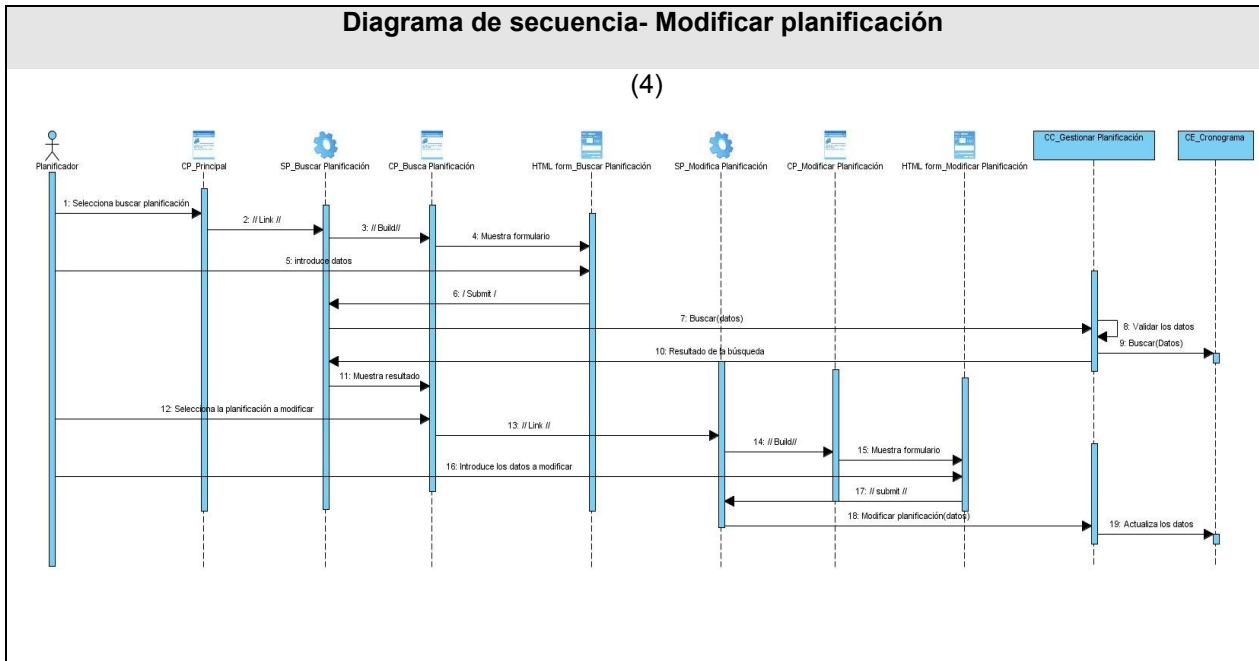 Diagrama de secuencia- Modificar planificación
(4)
Planificador
CP_Principal
SP_Buscar Planificación
CP_Busca Planificación
HTML form_Buscar Planificación
SP_Modifica Planificación
CP_Modificar Planificación
HTML form_Modificar Planificación
CC_Gestionar Planificación
CE_Cronograma
1: Selecciona buscar planificación
2: // Link //
3: // Build//
4: Muestra formulario
5: introduce datos
6: / Submit /
7: Buscar(datos)
8: Validar los datos
9: Buscar(Datos)
10: Resultado de la búsqueda
11: Muestra resultado
12: Selecciona la planificación a modificar
13: // Link //
14: // Build//
15: Muestra formulario
16: Introduce los datos a modificar
17: // submit //
18: Modificar planificación(datos)
19: Actualiza los datos